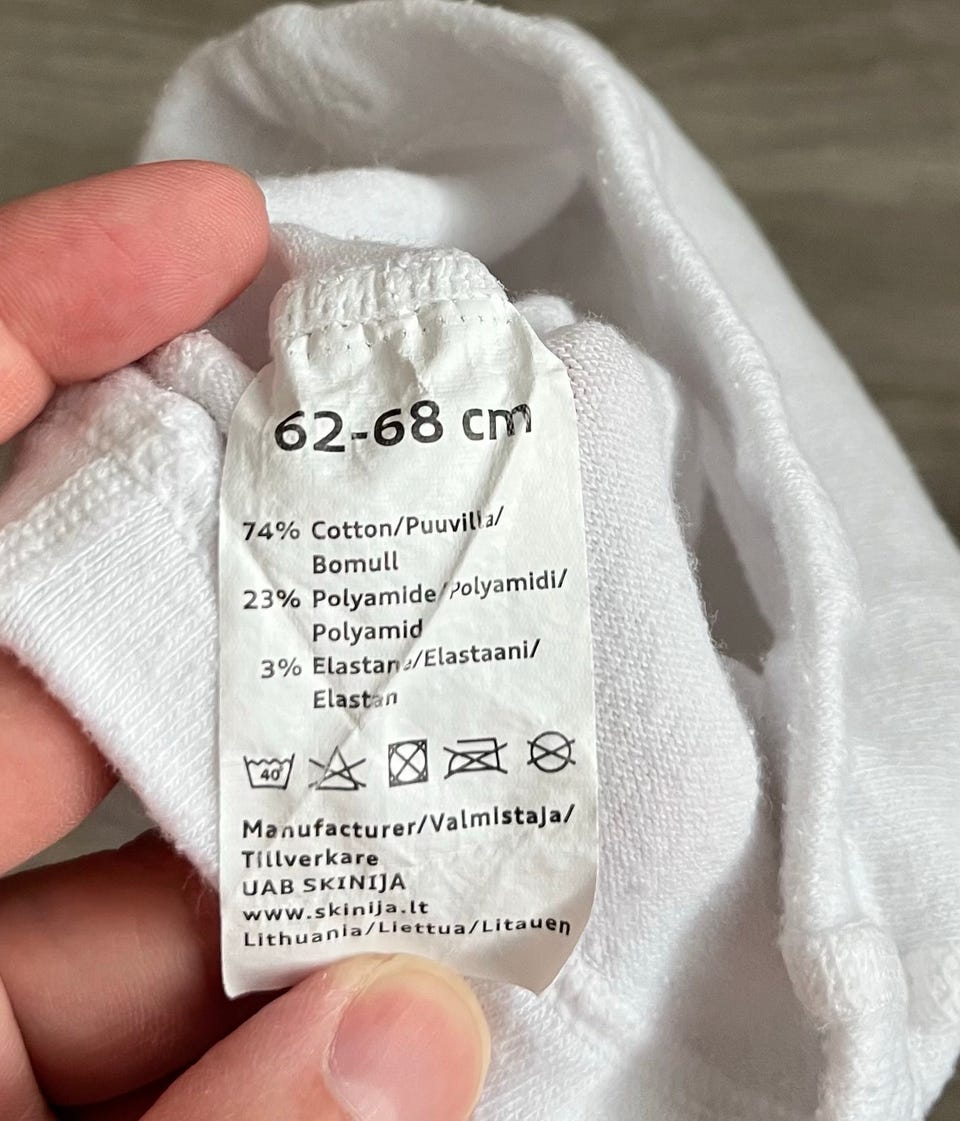 62-68 cm
74% Cotton/Puuvilla/
Bomull
23% Polyamide/Polyamidi/
Polyamid
3% Elastane/Elastaani/
Elastan
40°
Manufacturer/Valmistaja/
Tillverkare
UAB SKINIJA
www.skinija.lt
Lithuania/Liettua/Litauen